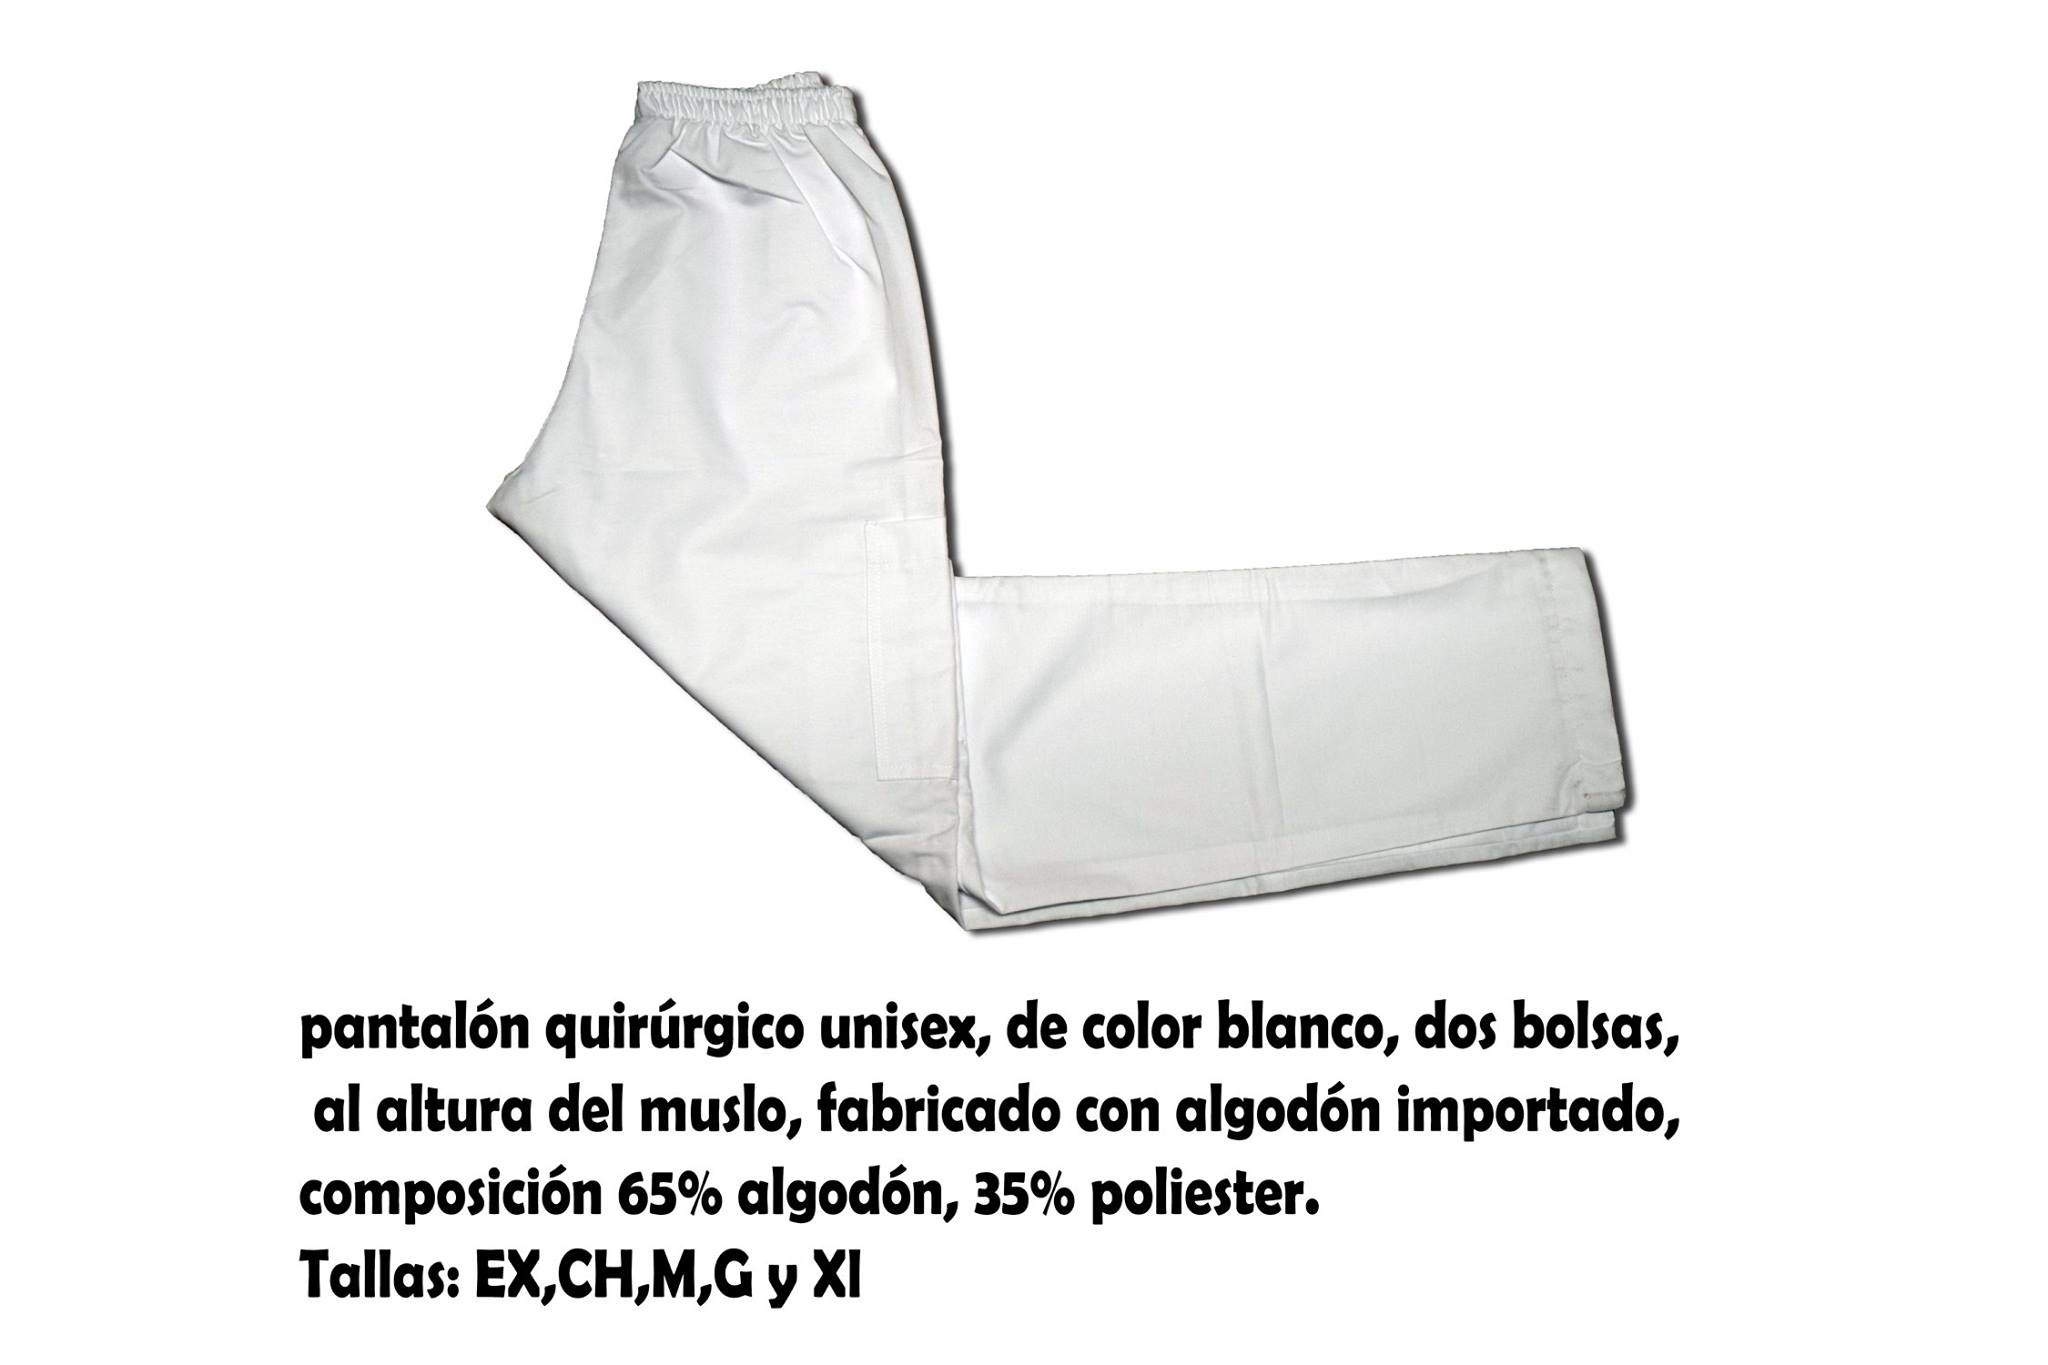 pantalón quirúrgico unisex, de color blanco, dos bolsas,
al altura del muslo, fabricado con algodón importado,
composición 65% algodón, 35% poliester.
Tallas: EX,CH,M,G y Xl